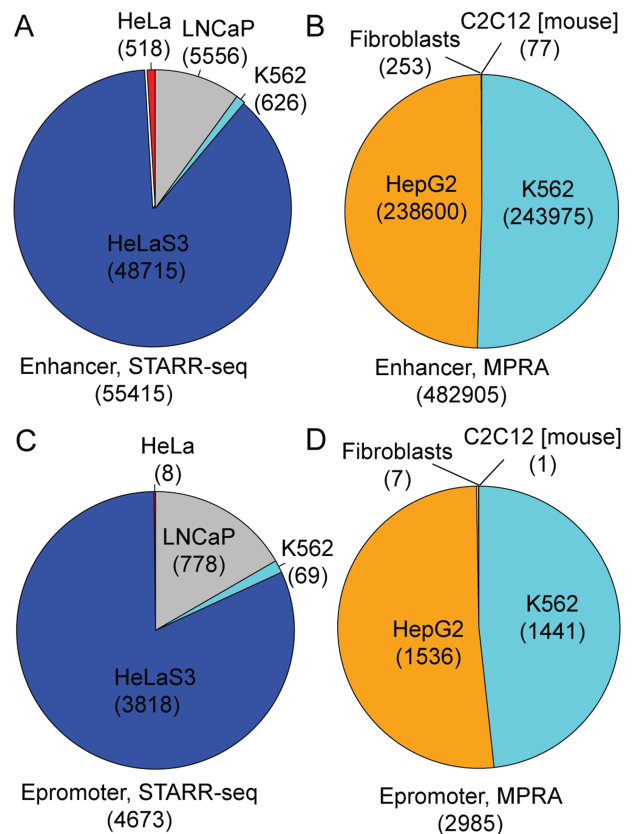 A
HeLa
(518)
LNCaP
(5556)
K562
(626)
HeLaS3
(48715)
Enhancer, STARR-seq
(55415)
B
C2C12 [mouse]
(77)
Fibroblasts
(253)
HepG2
(238600)
K562
(243975)
Enhancer, MPRA
(482905)
C
HeLa
(8)
LNCaP
(778)
K562
(69)
HeLaS3
(3818)
Epromoter, STARR-seq
(4673)
D
C2C12 [mouse]
(1)
Fibroblasts
(7)
HepG2
(1536)
K562
(1441)
Epromoter, MPRA
(2985)